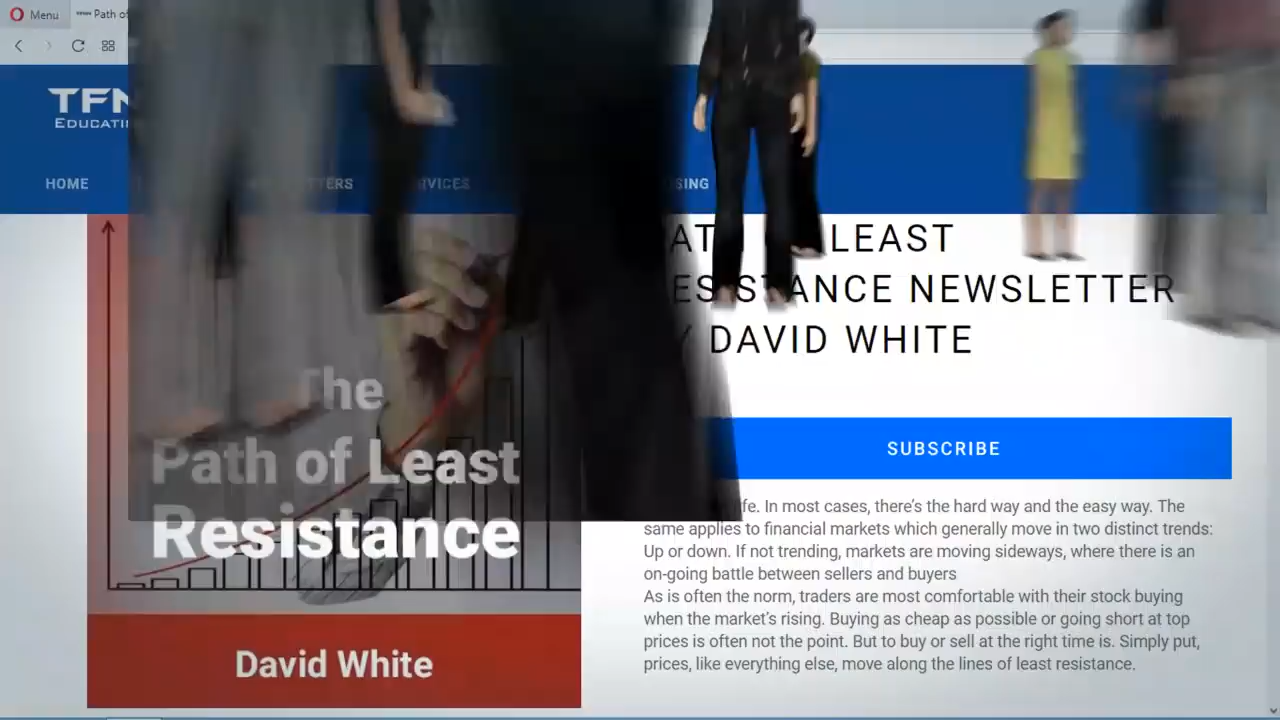 Menu
Path of
TFN
EDUCATI
HOME
The
Path of Least
Resistance
David White
LEAST
NEWSLETTER
DAVID WHITE
SUBSCRIBE
fe. In most cases, there's the hard way and the easy way. The
same applies to financial markets which generally move in two distinct trends:
Up or down. If not trending, markets are moving sideways, where there is an
on-going battle between sellers and buyers
As is often the norm, traders are most comfortable with their stock buying
when the market's rising. Buying as cheap as possible or going short at top
prices is often not the point. But to buy or sell at the right time is. Simply put,
prices, like everything else, move along the lines of least resistance.